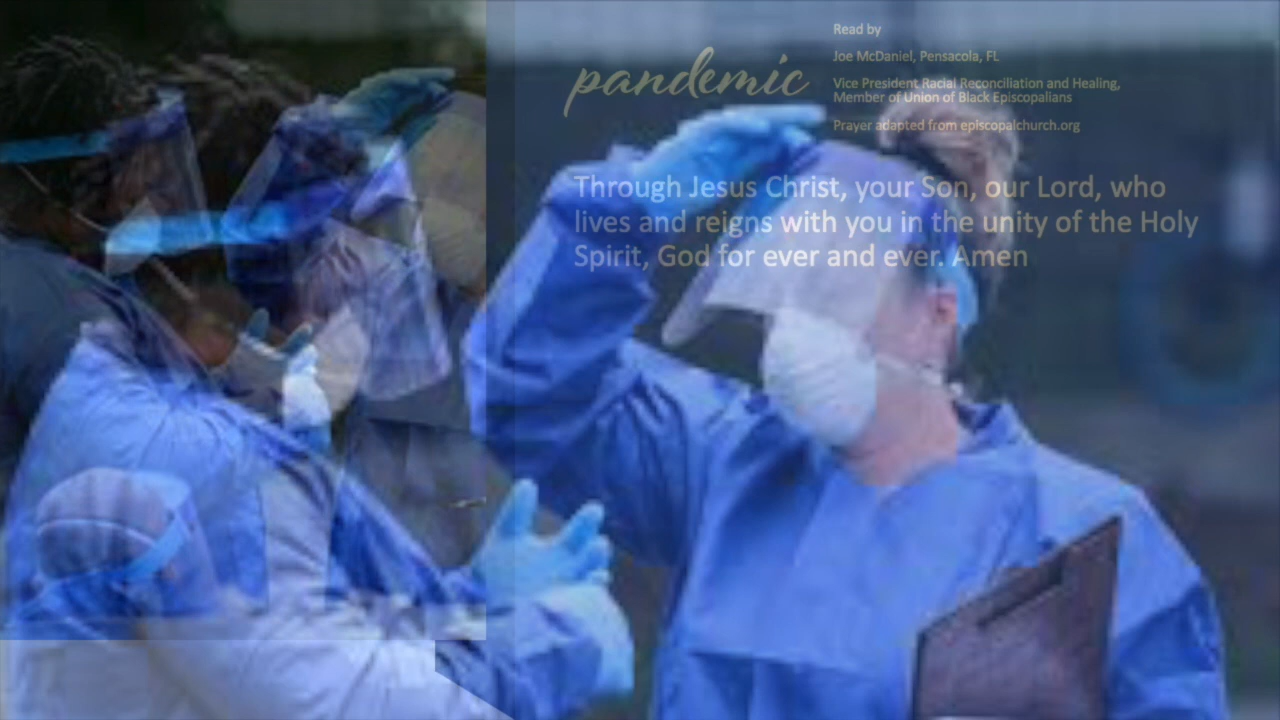 pandemic
Read by
Joe McDaniel, Pensacola, FL
Vice President Racial Reconciliation and Healing,
Member of Union of Black Episcopalians
Prayer adapted from episcopalchurch.org
Through Jesus Christ, your Son, our Lord, who
lives and reigns with you in the unity of the Holy
Spirit, God for ever and ever. Amen